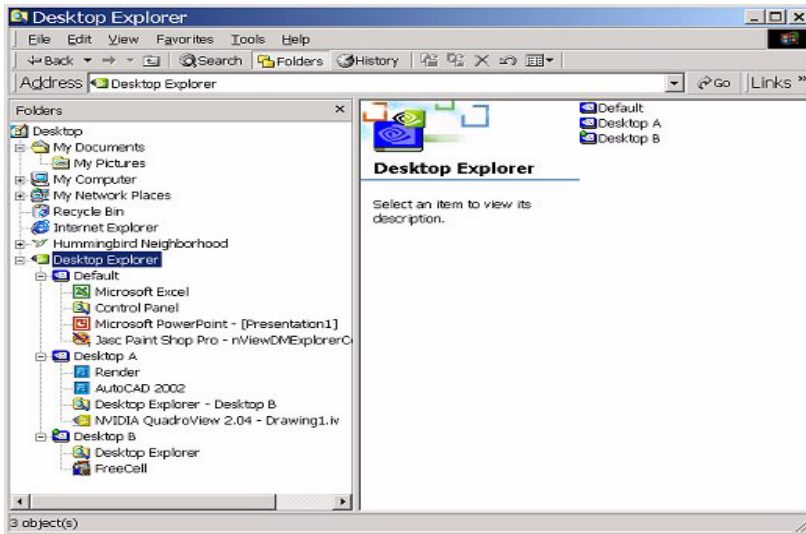 Desktop Explorer
File Edit View Favorites Tools Help
Back Search Folders History
Address Desktop Explorer Go Links »
Folders ×
Desktop
My Documents
My Pictures
My Computer
My Network Places
Recycle Bin
Internet Explorer
Hummingbird Neighborhood
Desktop Explorer
Default
Microsoft Excel
Control Panel
Microsoft PowerPoint - [Presentation1]
Jasc Paint Shop Pro - nViewDMExplorerC
Desktop A
Render
AutoCAD 2002
Desktop Explorer - Desktop B
NVIDIA QuadroView 2.04 - Drawing1.iv
Desktop B
Desktop Explorer
FreeCell
Desktop Explorer
Select an item to view its
description.
Default
Desktop A
Desktop B
3 object(s)